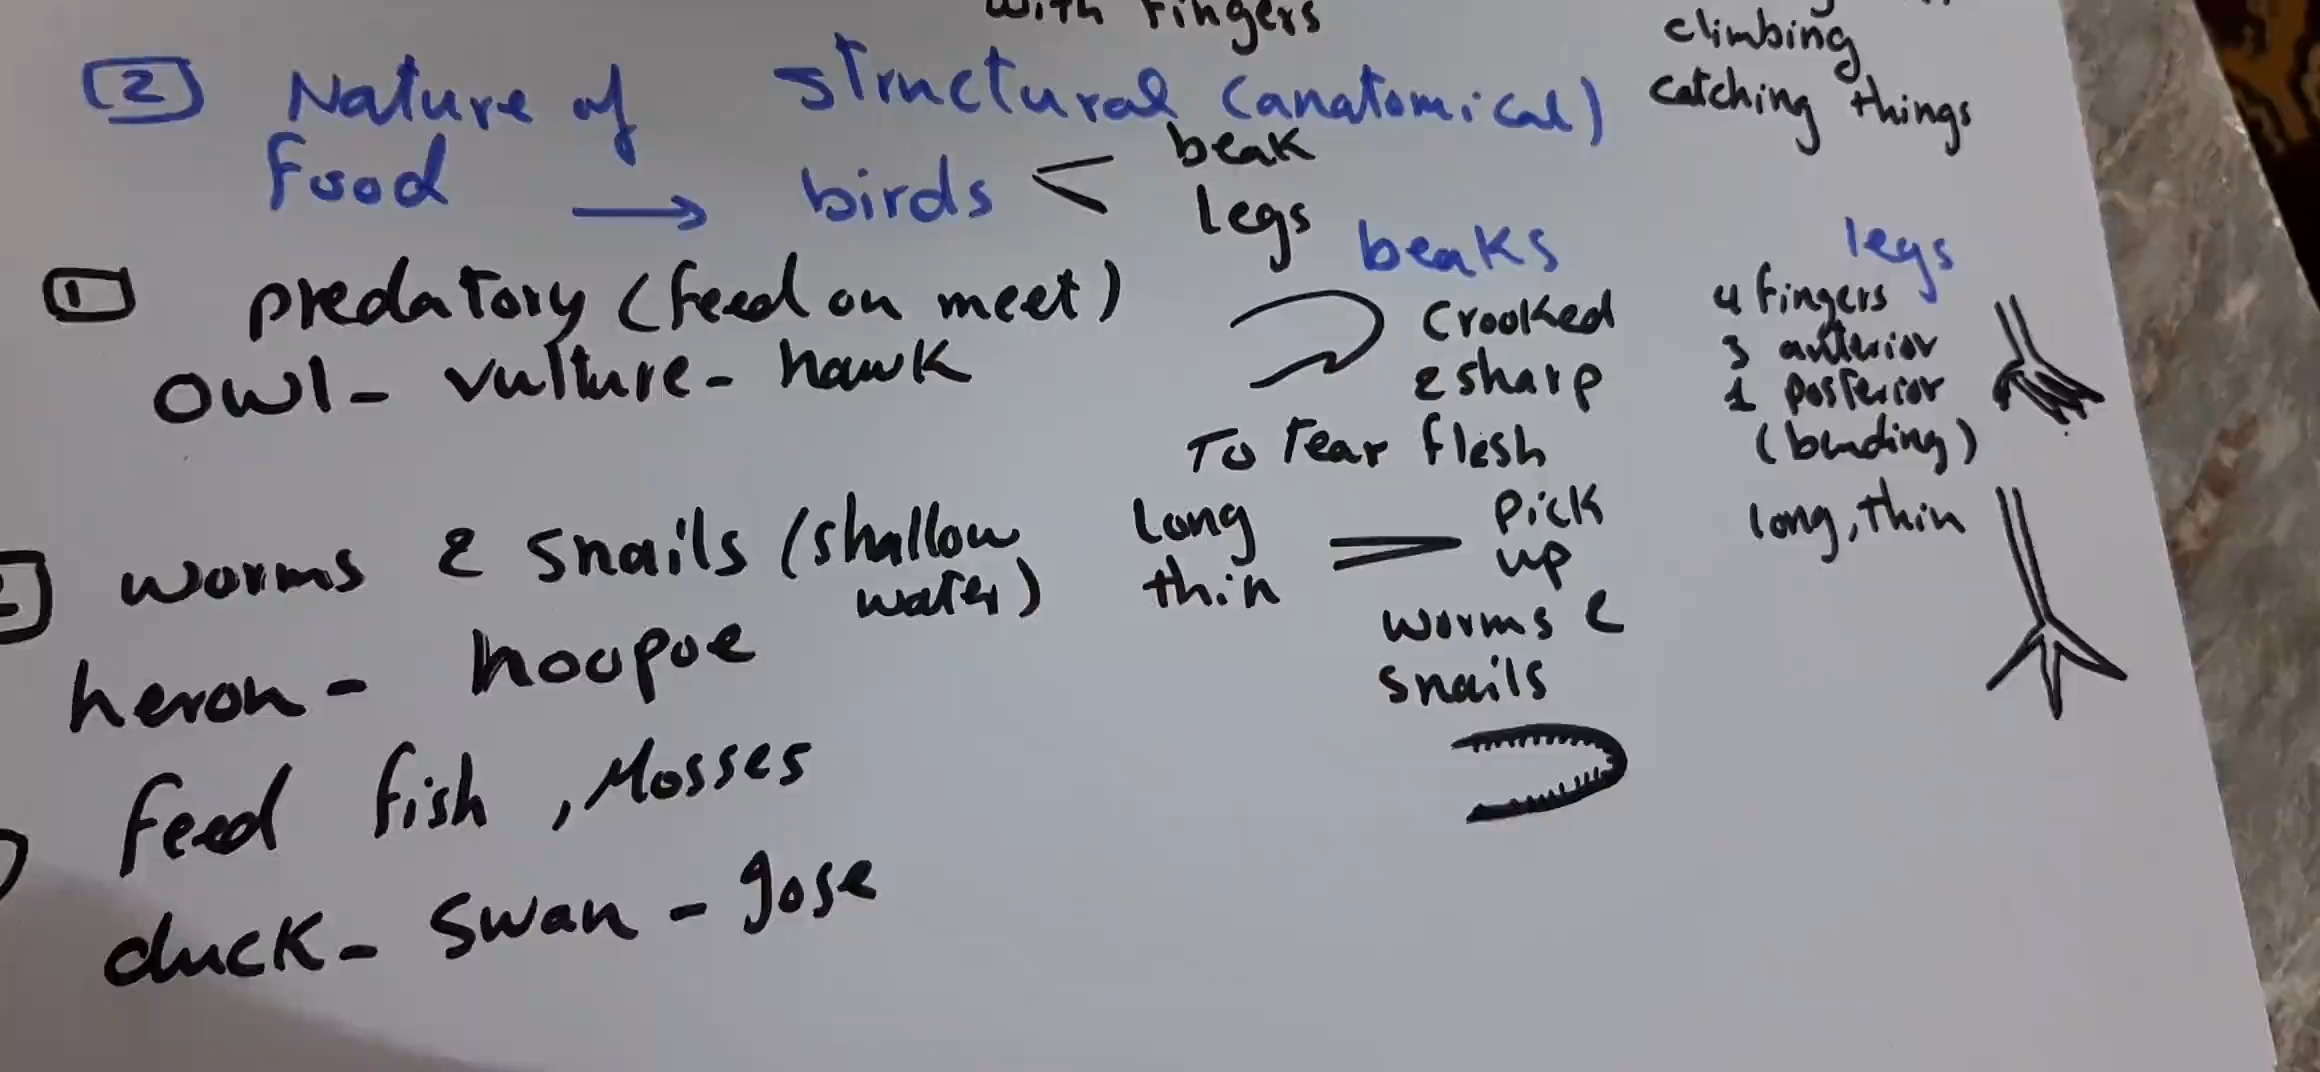 with Fingers
climbing
catching things
[2] Nature of Food → structural (anatomical) birds < beak legs
beaks
legs
[1] predatory (feed on meet)
owl - vulture - hawk
Crooked
& sharp
To tear flesh
4 fingers
3 anterior
1 posterior
(bending)
worms & snails (shallow water)
heron - hoopoe
long
thin
pick
up
worms &
snails
long, thin
feed fish, Mosses
duck - swan - gose